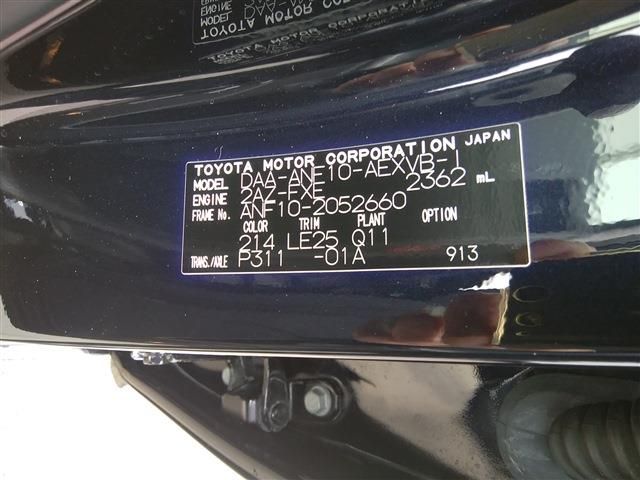 TOYOTA MOTOR CORPORATION JAPAN
MODEL DAA-ANF10-AEXVB-1
ENGINE 2AZ-FXE 2362 mL
FRAME No. ANF10-2052660
COLOR TRIM PLANT OPTION
214 LE25 Q11
TRANS./AXLE P311 -01A 913